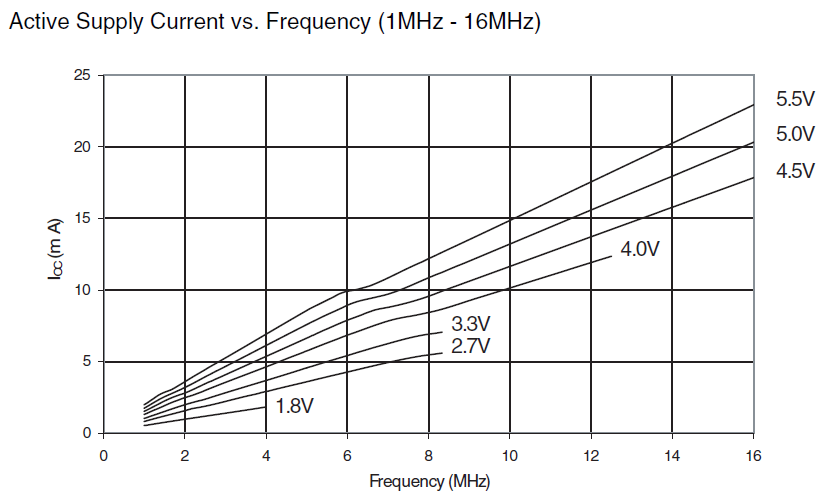 Active Supply Current vs. Frequency (1MHz - 16MHz)
25
5.5V
5.0V
20
4.5V
15
4.0V
ICC (m A)
10
3.3V
2.7V
5
1.8V
0
0 2 4 6 8 10 12 14 16
Frequency (MHz)